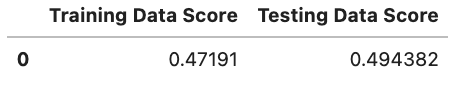 Training Data Score Testing Data Score
0 0.47191 0.494382